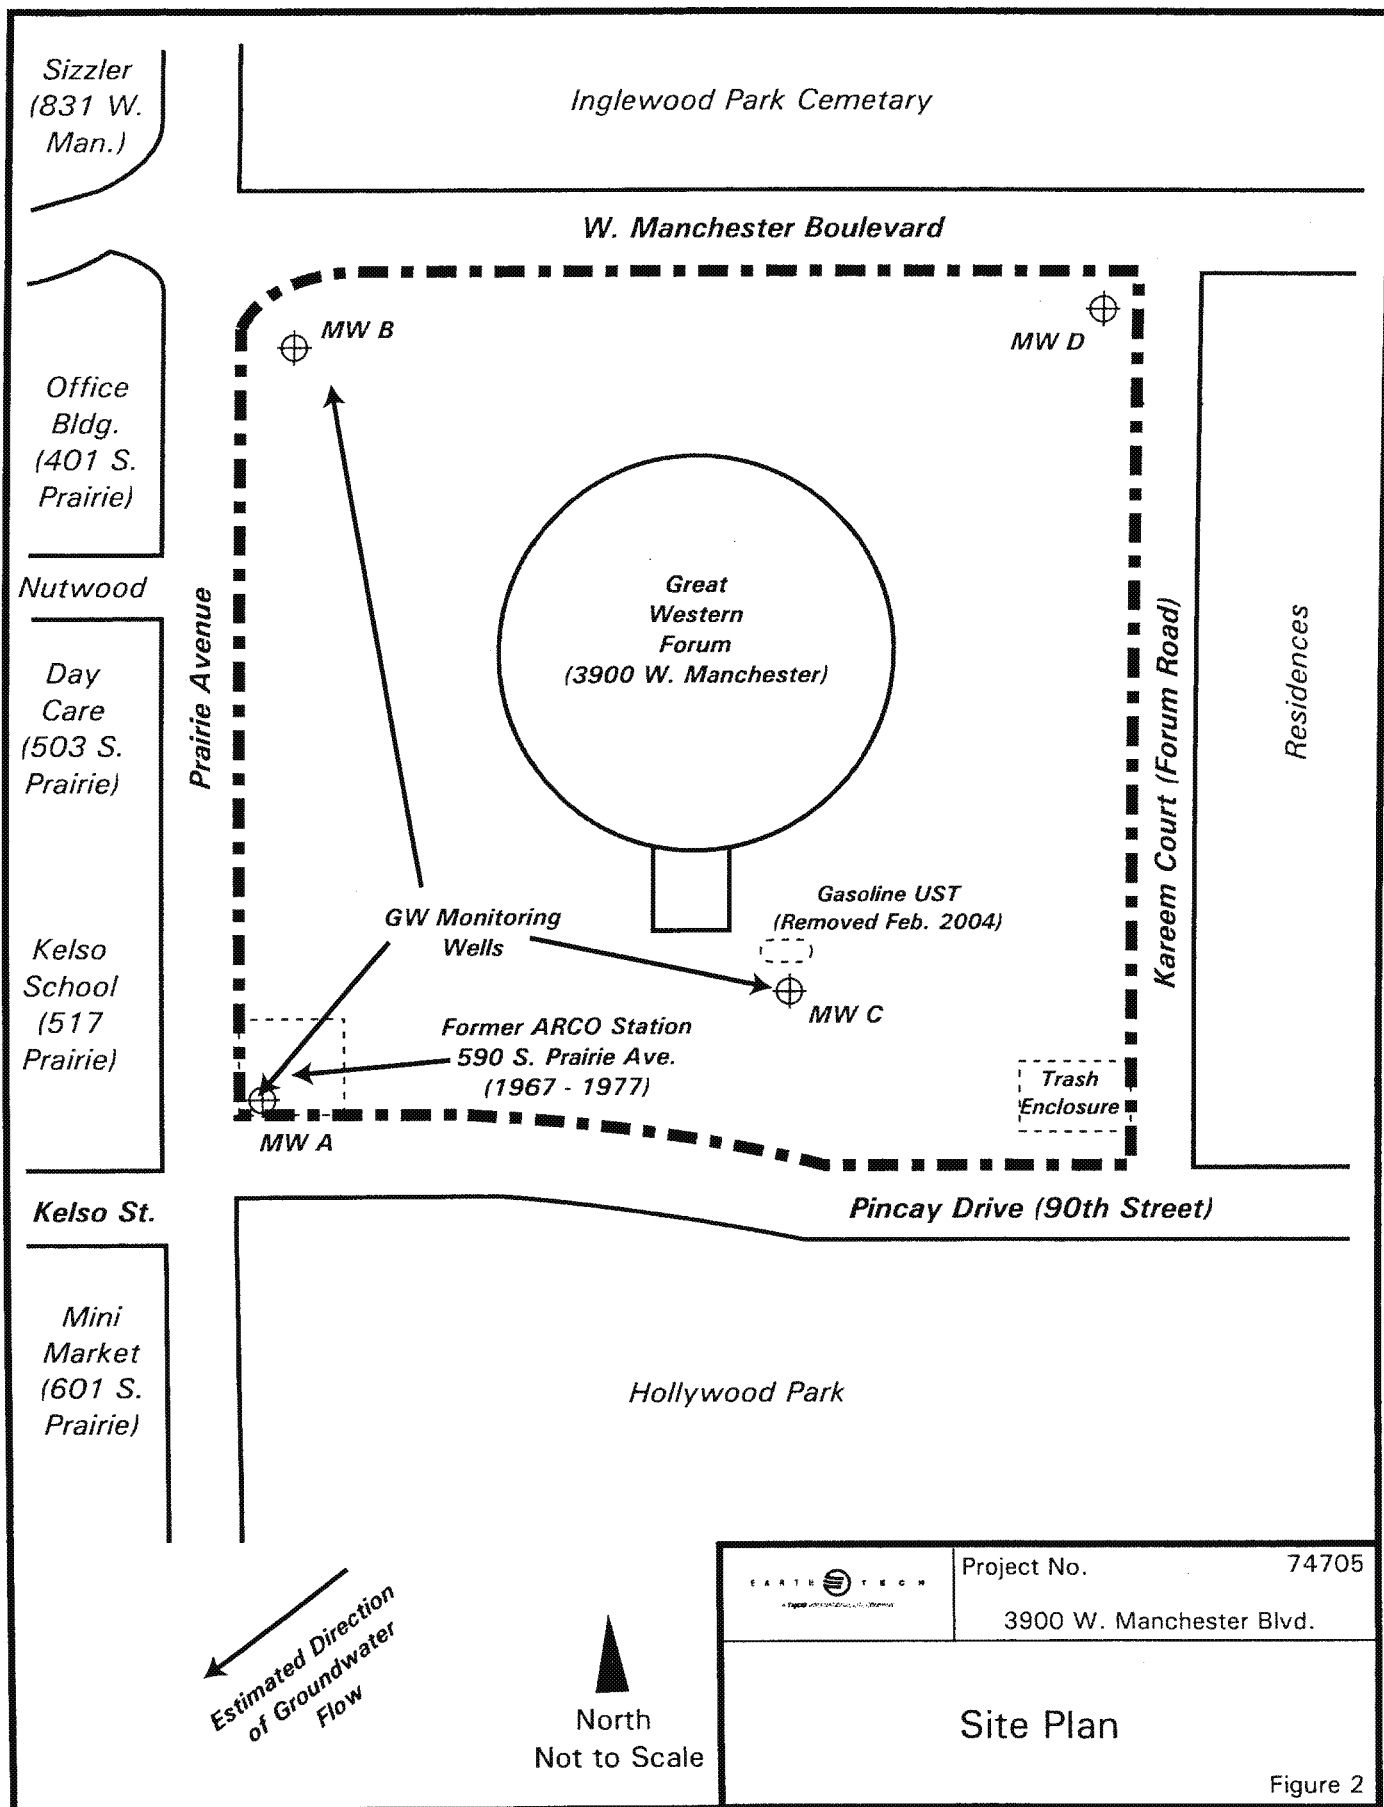 Sizzler
(831 W.
Man.)
Inglewood Park Cemetary
W. Manchester Boulevard
MW B
MW D
Office
Bldg.
(401 S.
Prairie)
Nutwood
Prairie Avenue
Great
Western
Forum
(3900 W. Manchester)
Kareem Court (Forum Road)
Residences
Day
Care
(503 S.
Prairie)
GW Monitoring
Wells
Gasoline UST
(Removed Feb. 2004)
MW C
Kelso
School
(517
Prairie)
Former ARCO Station
590 S. Prairie Ave.
(1967 - 1977)
Trash
Enclosure
MW A
Kelso St.
Pincay Drive (90th Street)
Mini
Market
(601 S.
Prairie)
Hollywood Park
Estimated Direction
of Groundwater
Flow
North
Not to Scale
EARTH TECH
Project No. 74705
3900 W. Manchester Blvd.
Site Plan
Figure 2